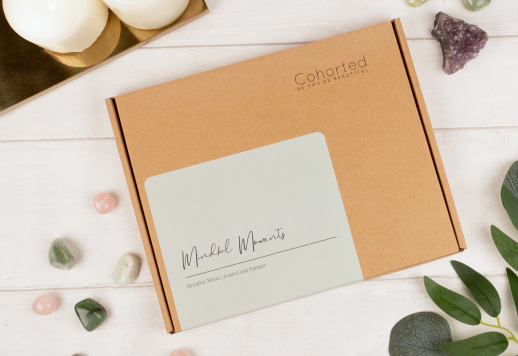 Cohorted
BE YOU BE BEAUTIFUL
Mindful Moments
Breathe, Relax, Unwind and Pamper